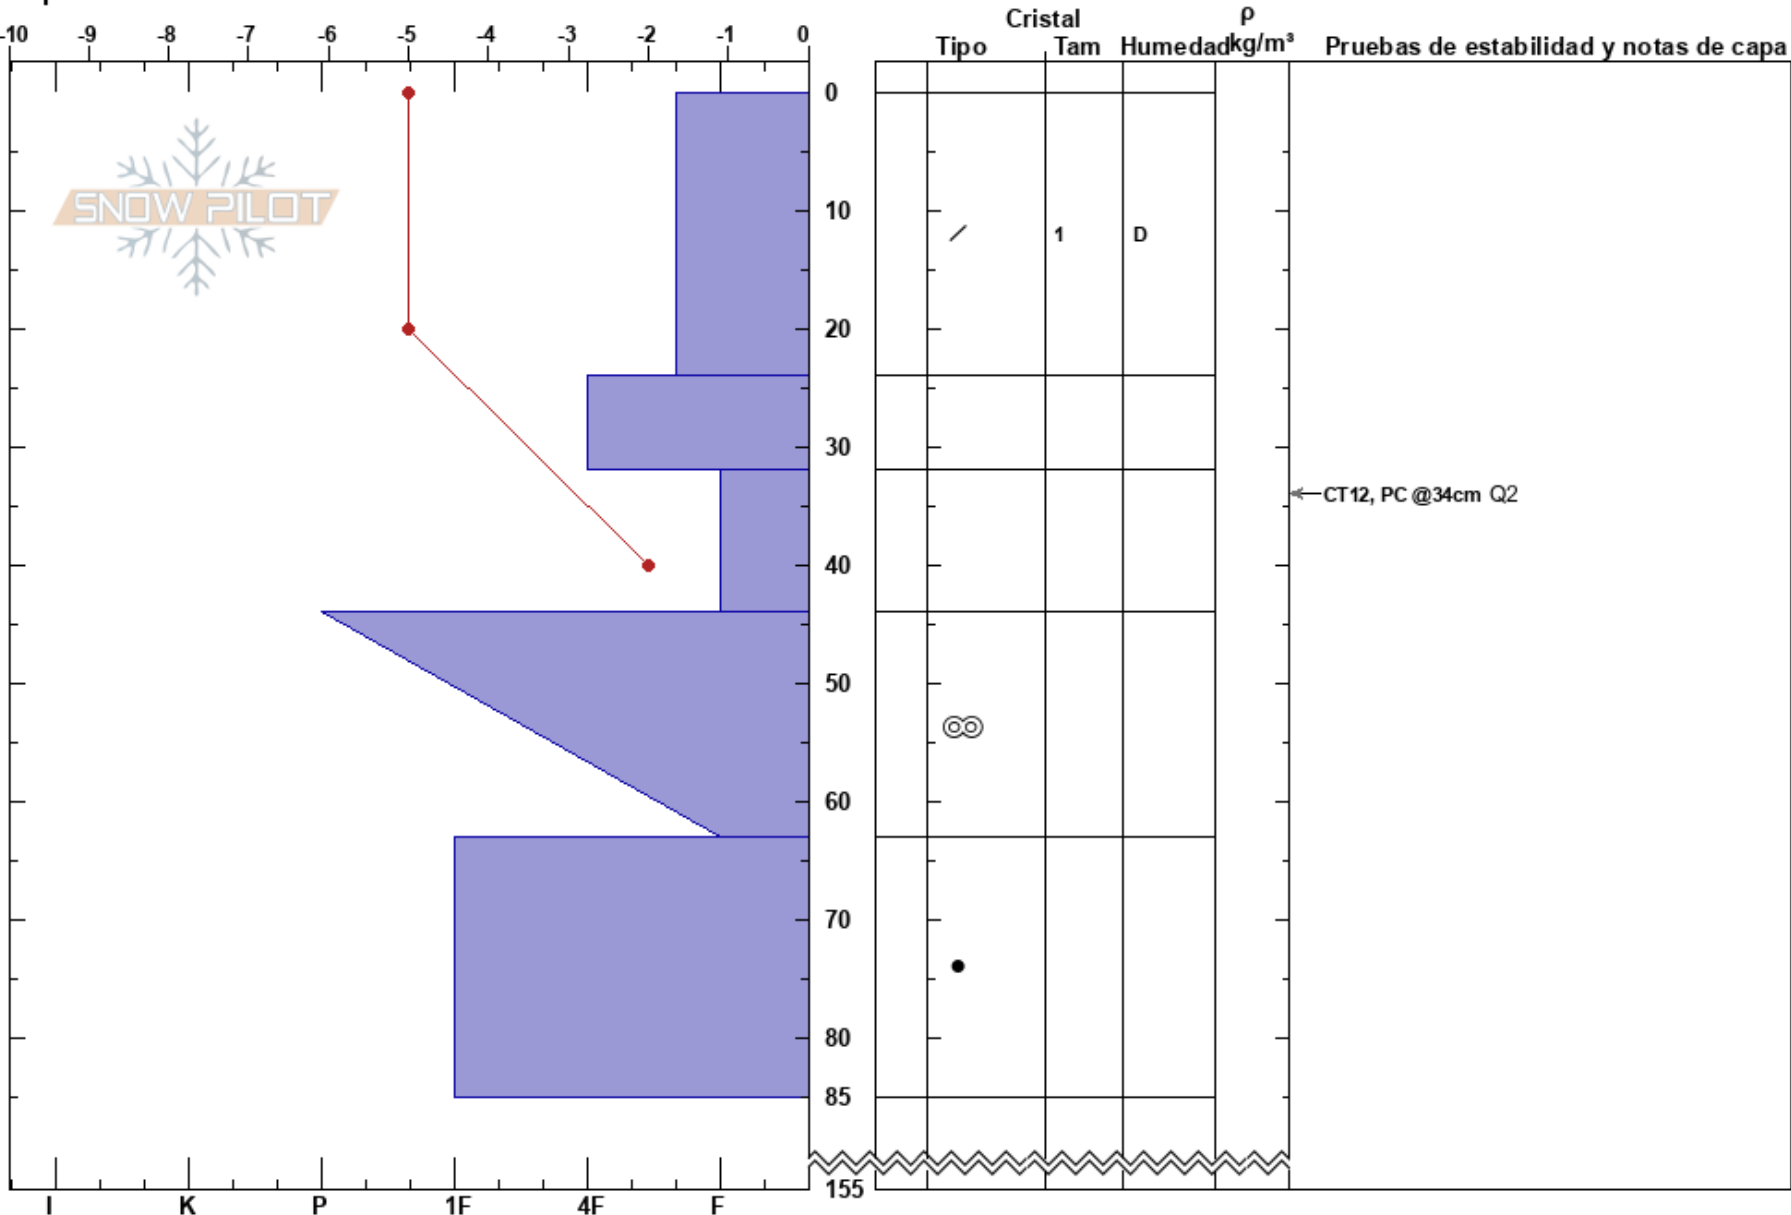 Cristal ρ
-10 -9 -8 -7 -6 -5 -4 -3 -2 -1 0 Tipo Tam Humedad kg/m³ Pruebas de estabilidad y notas de capa
0
SNOW PILOT
10
1 D
20
30
CT12, PC @34cm Q2
40
50
60
70
80
85
155
I K P 1F 4F F